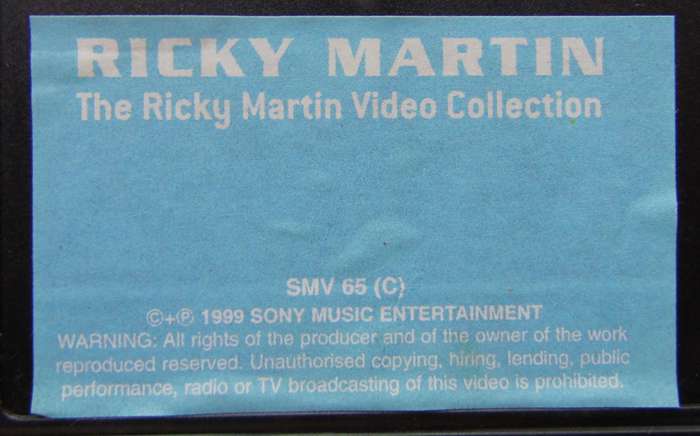 RICKY MARTIN
The Ricky Martin Video Collection
SMV 65 (C)
©+℗ 1999 SONY MUSIC ENTERTAINMENT
WARNING: All rights of the producer and of the owner of the work
reproduced reserved. Unauthorised copying, hiring, lending, public
performance, radio or TV broadcasting of this video is prohibited.